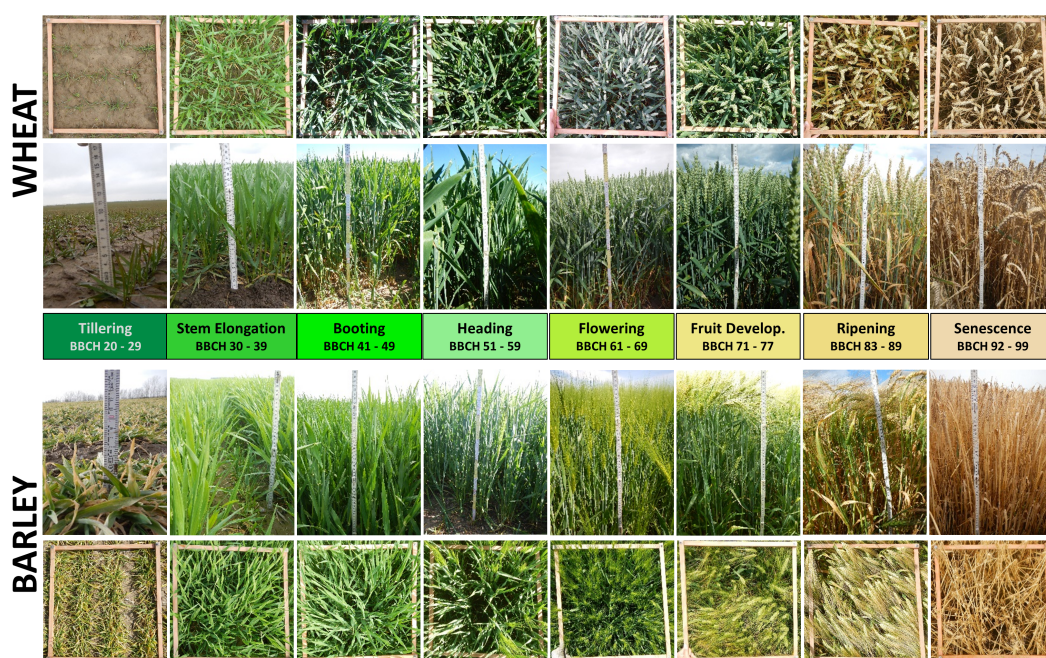 WHEAT
Tillering
BBCH 20 - 29
Stem Elongation
BBCH 30 - 39
Booting
BBCH 41 - 49
Heading
BBCH 51 - 59
Flowering
BBCH 61 - 69
Fruit Develop.
BBCH 71 - 77
Ripening
BBCH 83 - 89
Senescence
BBCH 92 - 99
BARLEY